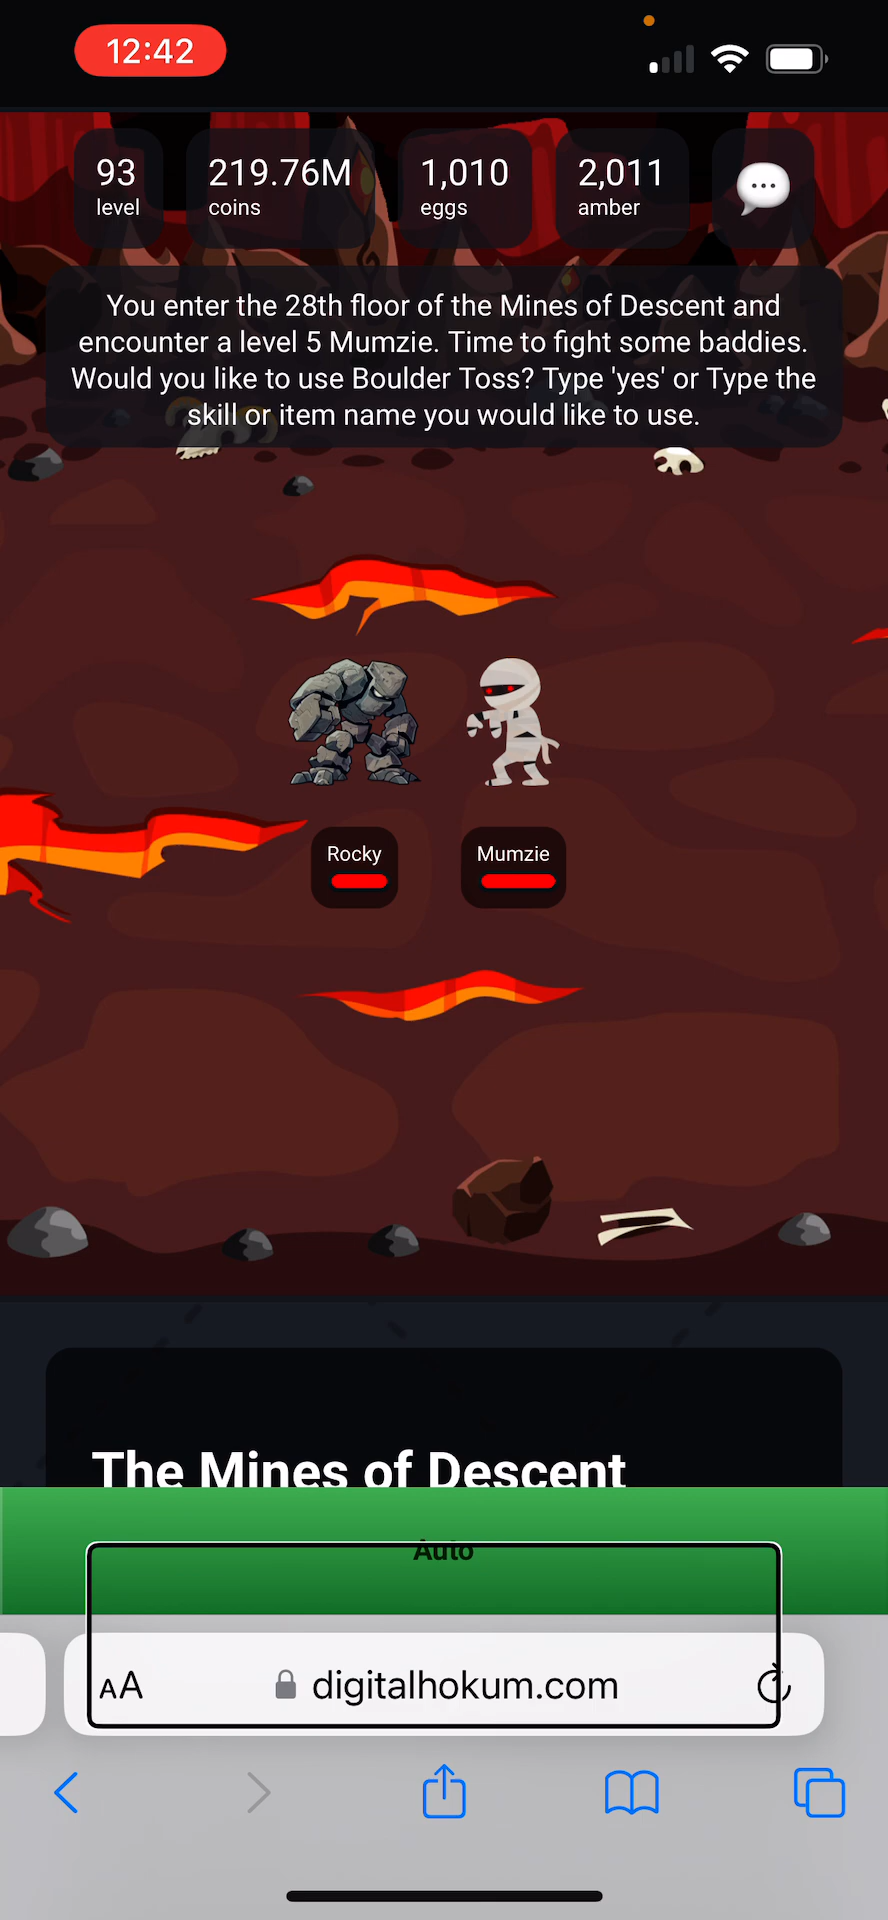 12:42
93
level
219.76M
coins
1,010
eggs
2,011
amber
You enter the 28th floor of the Mines of Descent and
encounter a level 5 Mumzie. Time to fight some baddies.
Would you like to use Boulder Toss? Type 'yes' or Type the
skill or item name you would like to use.
Rocky
Mumzie
The Mines of Descent
Auto
AA
digitalhokum.com